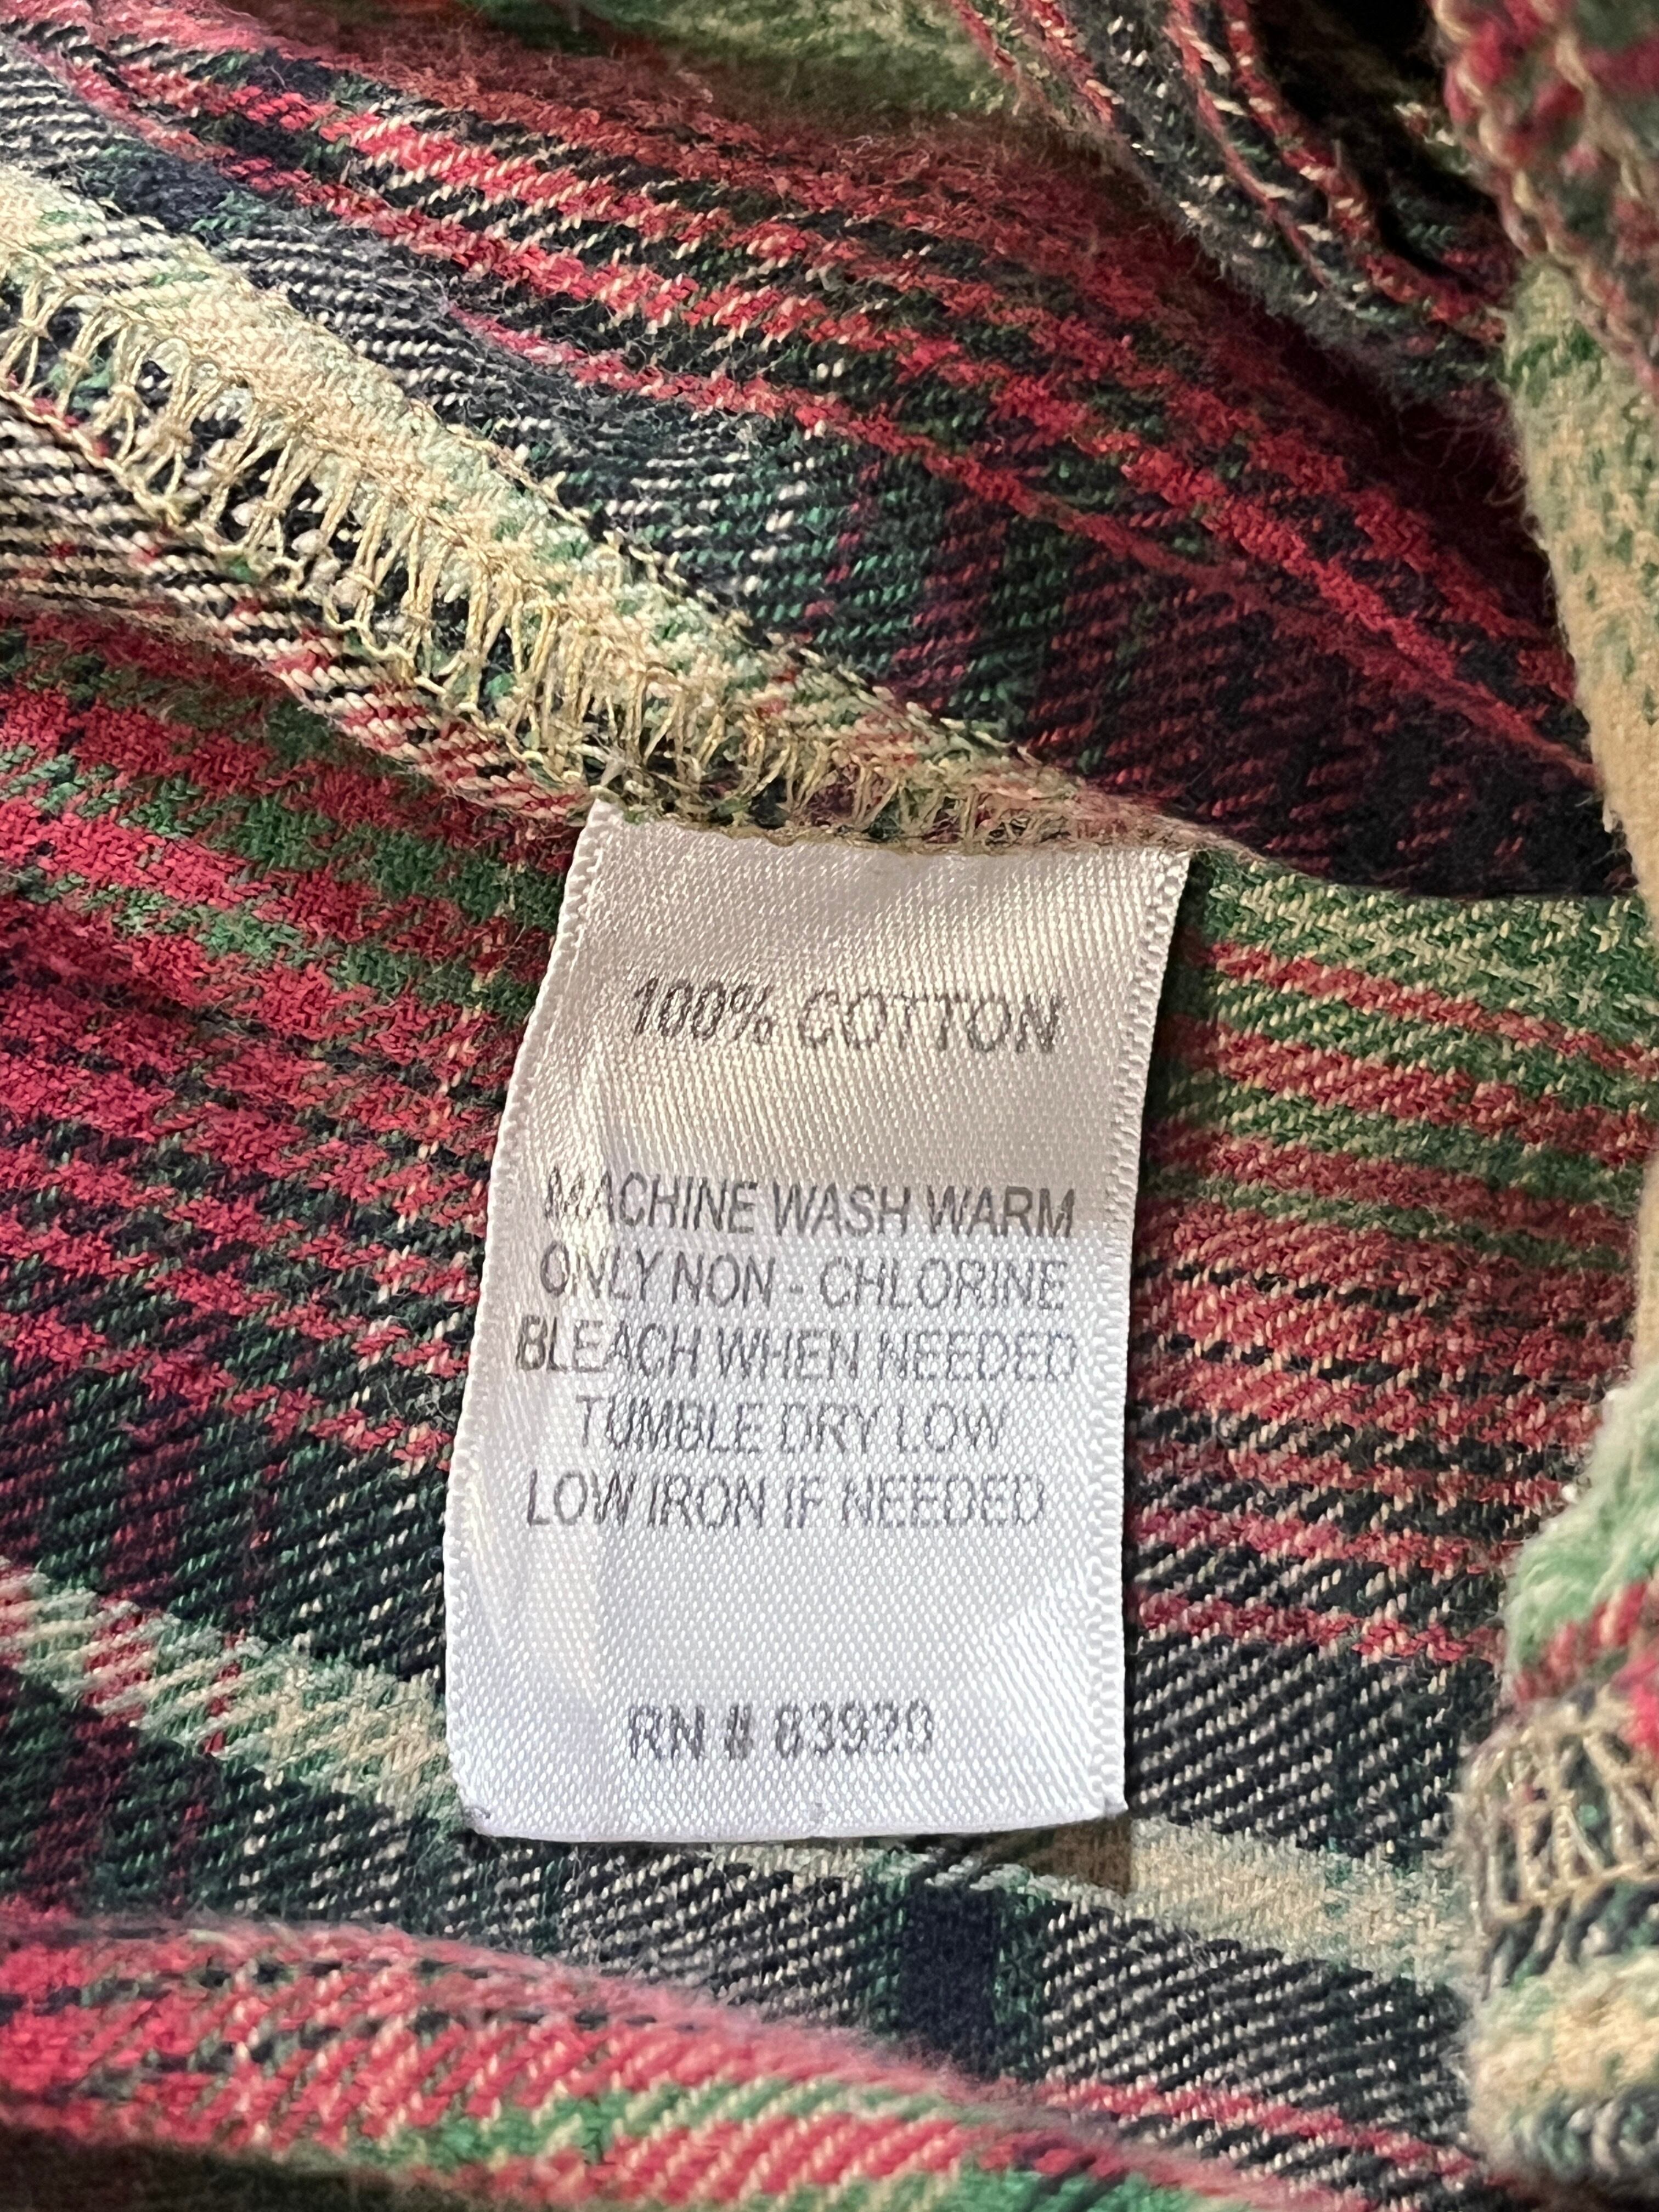 100% COTTON
MACHINE WASH WARM
ONLY NON - CHLORINE
BLEACH WHEN NEEDED
TUMBLE DRY LOW
LOW IRON IF NEEDED
RN # 83920